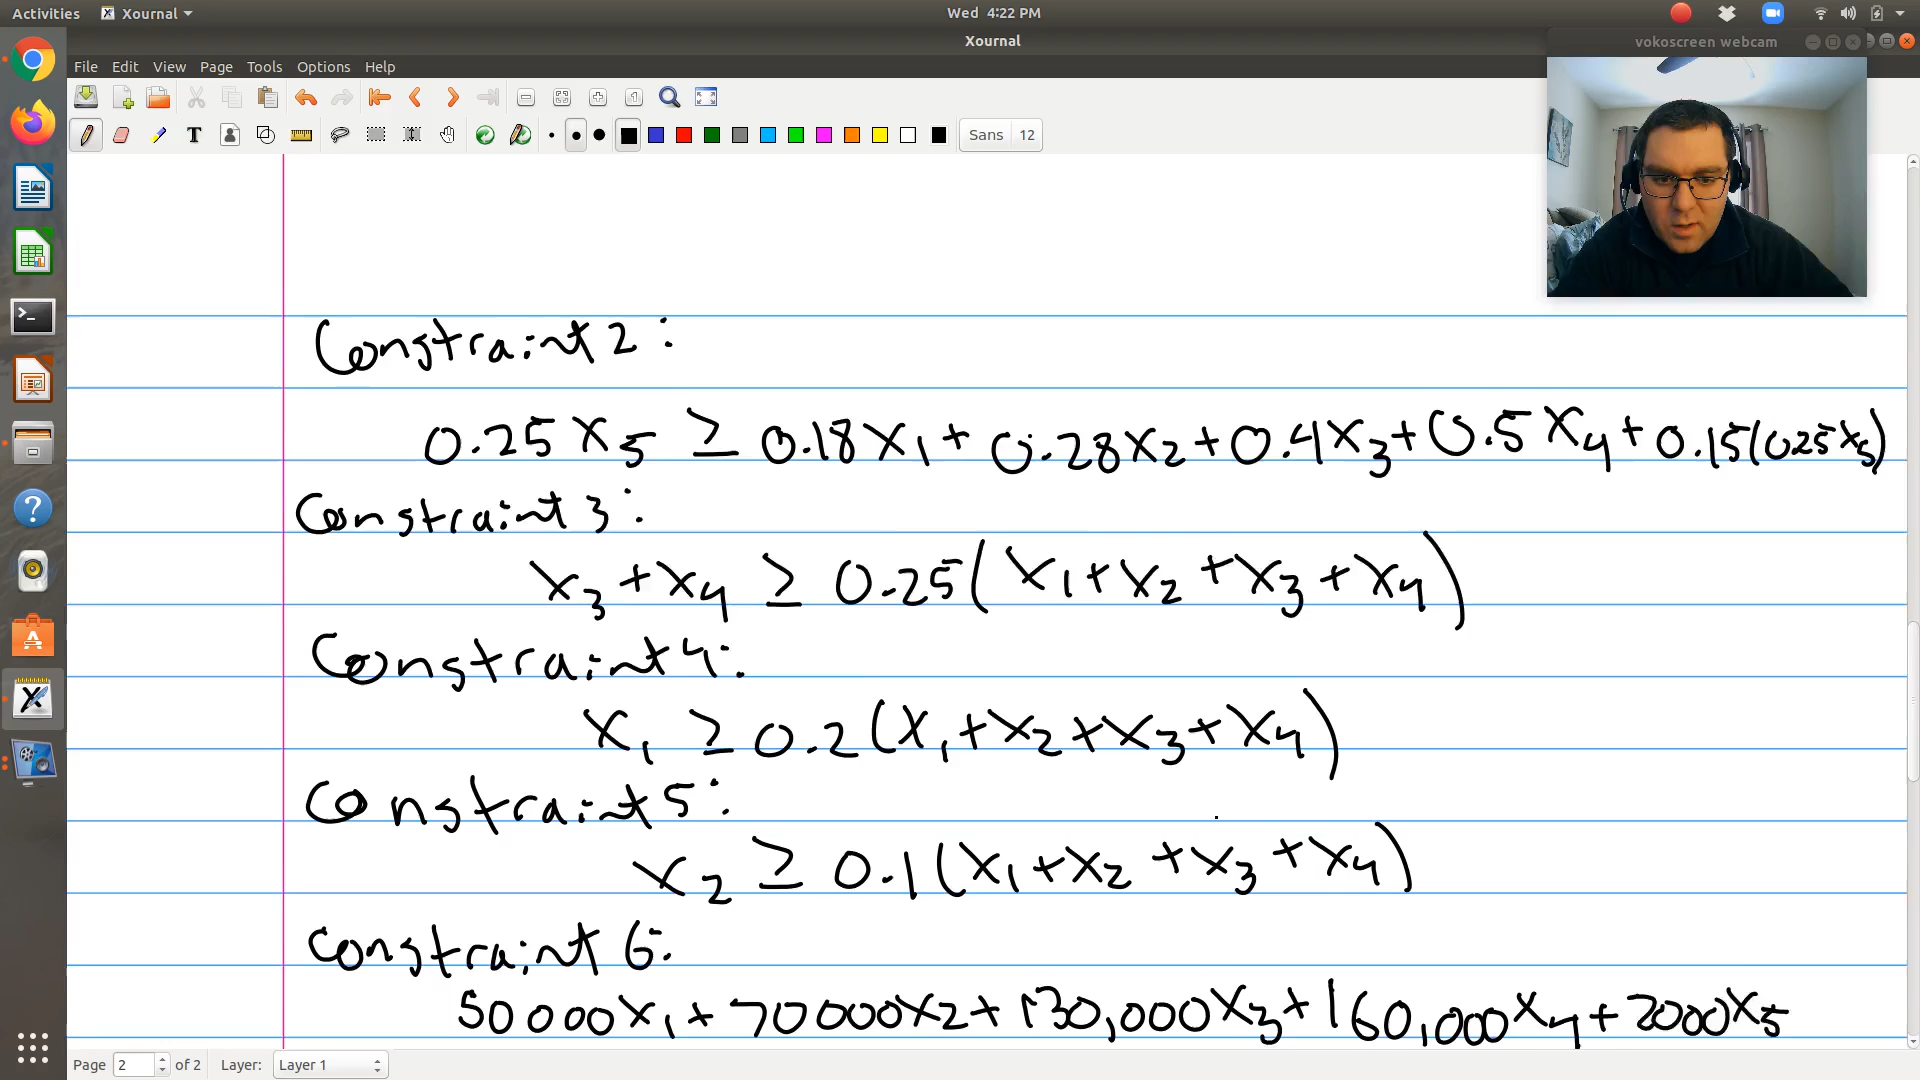 Activities Xournal Wed 4:22 PM
Xournal
vokoscreen webcam
File Edit View Page Tools Options Help
T Sans 12
Constraint 2:
0.25 x₅ ≥ 0.18x₁ + 0.28x₂ + 0.4x₃ + 0.5x₄ + 0.15(0.25x₅)
Constraint 3:
x₃ + x₄ ≥ 0.25(x₁ + x₂ + x₃ + x₄)
Constraint 4:
x₁ ≥ 0.2(x₁ + x₂ + x₃ + x₄)
Constraint 5:
x₂ ≥ 0.1(x₁ + x₂ + x₃ + x₄)
Constraint 6:
50000x₁ + 70000x₂ + 130,000x₃ + 160,000x₄ + 2000x₅
Page 2 of 2 Layer: Layer 1